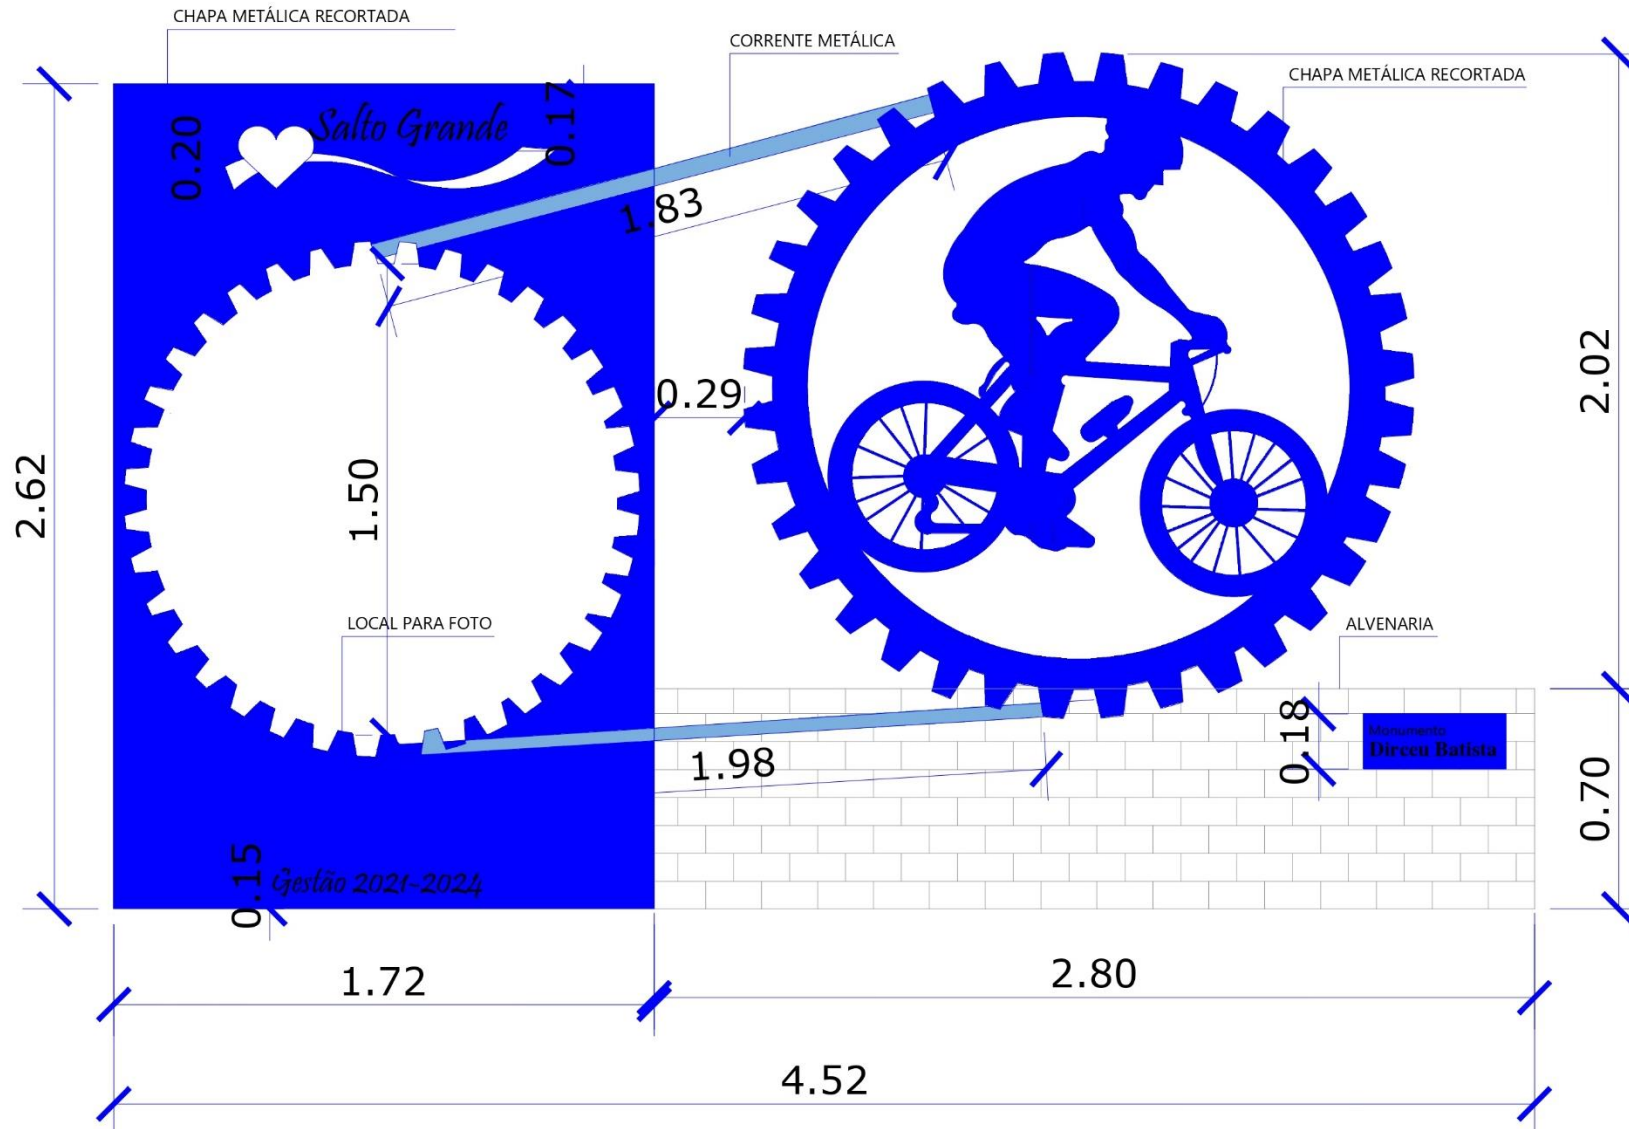 CHAPA METÁLICA RECORTADA
CORRENTE METÁLICA
CHAPA METÁLICA RECORTADA
Salto Grande
0.20
0.17
1.83
0.29
2.02
2.62
1.50
LOCAL PARA FOTO
ALVENARIA
0.18
Monumento
Dirceu Batista
1.98
0.70
0.15
Gestão 2021-2024
1.72
2.80
4.52